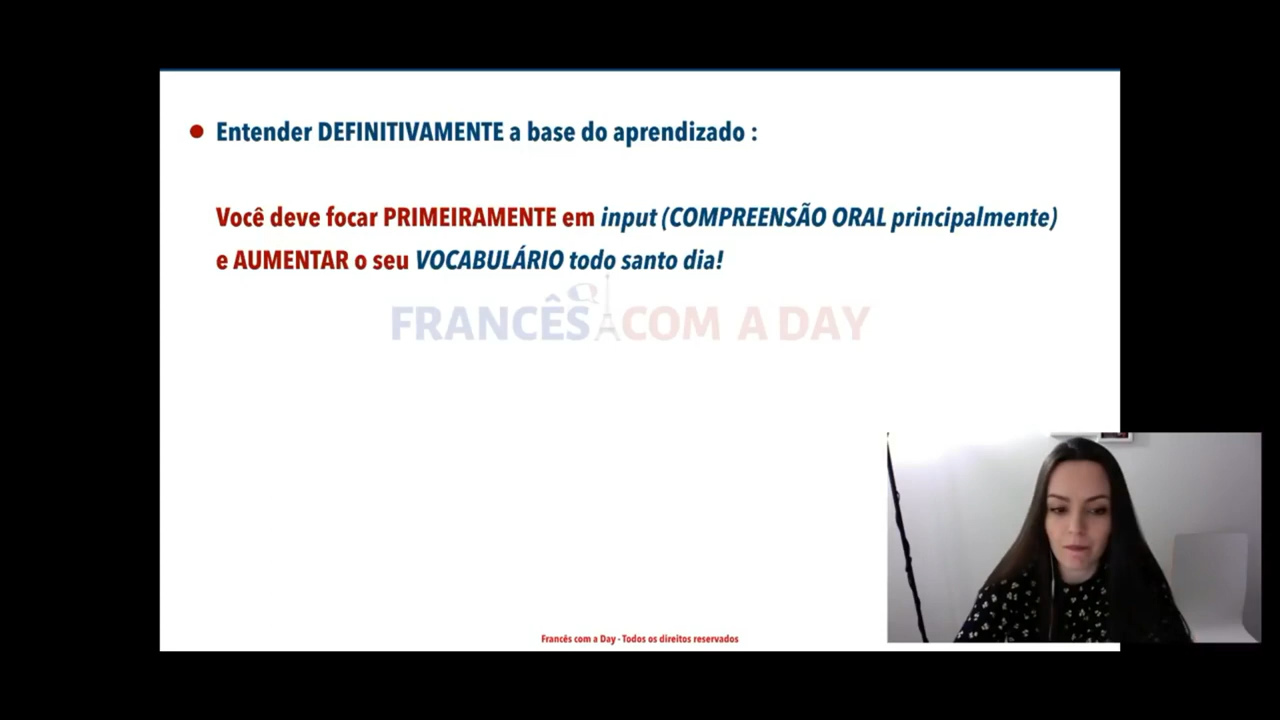 Entender DEFINITIVAMENTE a base do aprendizado :
Você deve focar PRIMEIRAMENTE em input (COMPREENSÃO ORAL principalmente)
e AUMENTAR o seu VOCABULÁRIO todo santo dia!
FRANCÊS COM A DAY
Francês com a Day - Todos os direitos reservados